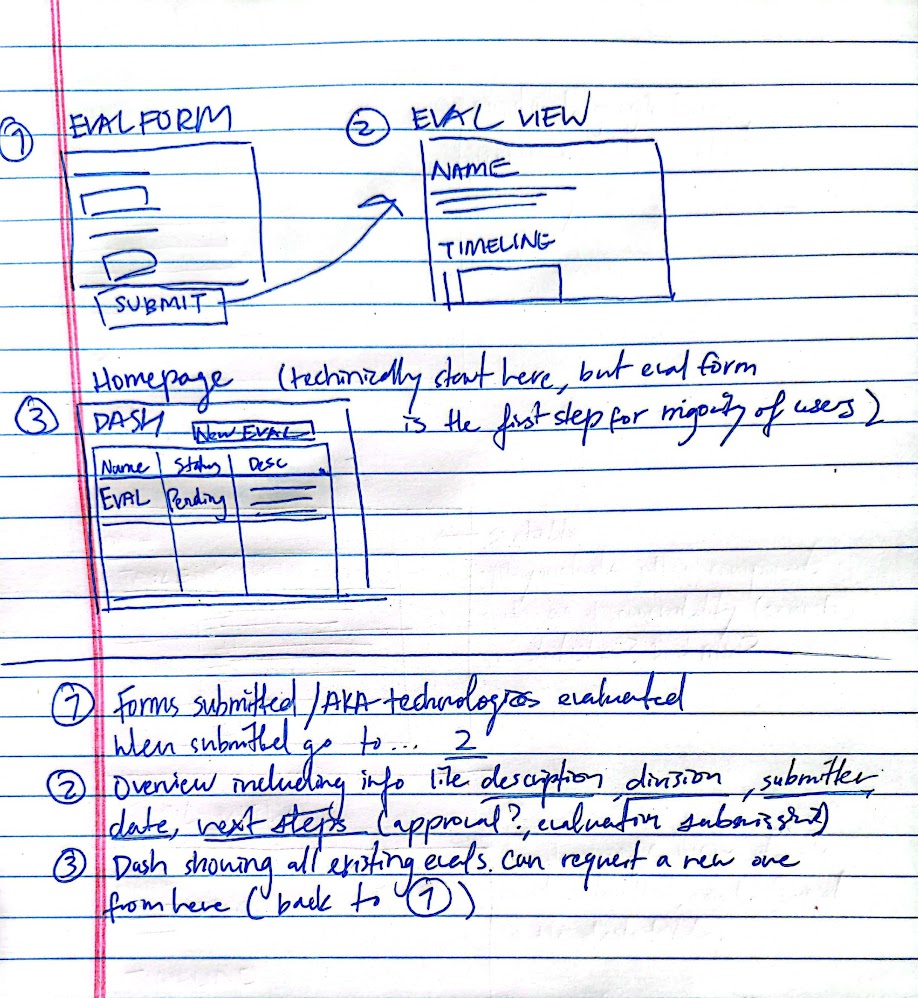 ① EVAL FORM
SUBMIT
② EVAL VIEW
NAME
TIMELINE
Homepage (techinically start here, but eval form
is the first step for majority of users)
③ DASH
New EVAL
Name Status Desc
EVAL Pending
① Forms submitted / AKA technologies evaluated
When submitted go to... 2
② Overview including info like description, division, submitter,
date, next steps (approval?, evaluation submission?)
③ Dash showing all existing evals. Can request a new one
from here (back to ①)